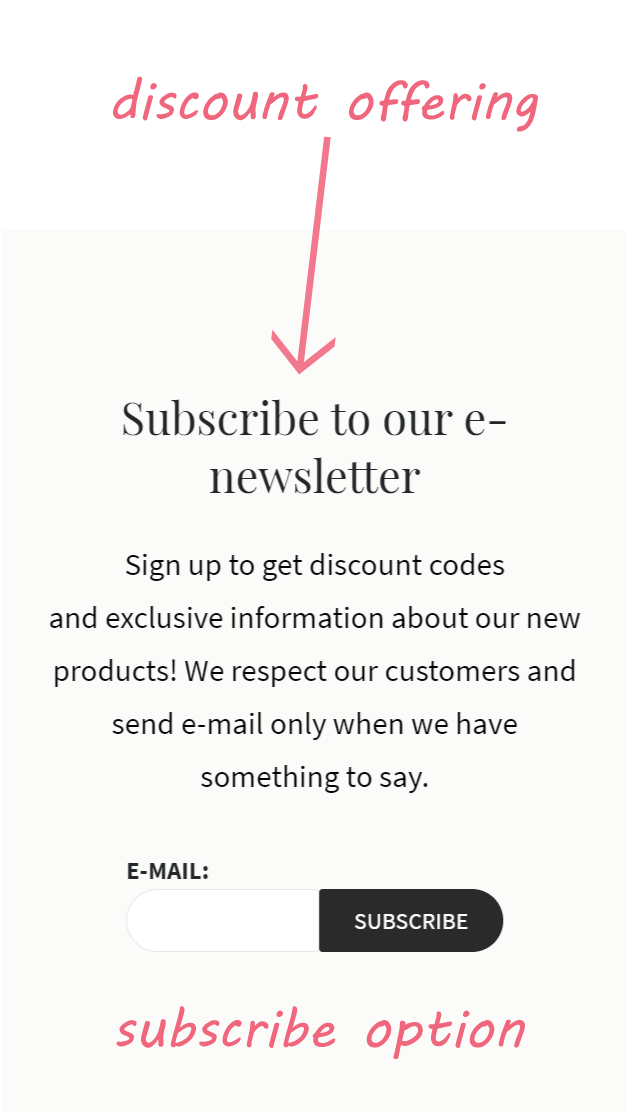 discount offering
Subscribe to our e-
newsletter
Sign up to get discount codes
and exclusive information about our new
products! We respect our customers and
send e-mail only when we have
something to say.
E-MAIL:
SUBSCRIBE
subscribe option